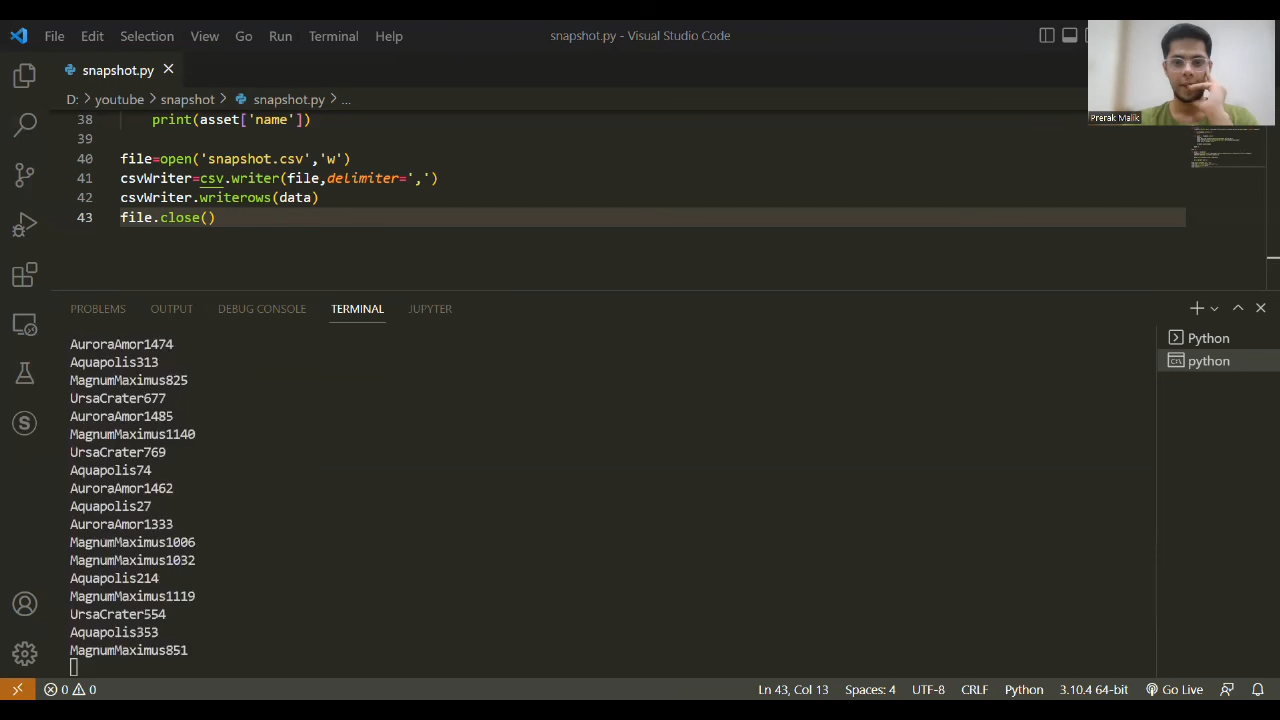 File Edit Selection View Go Run Terminal Help snapshot.py - Visual Studio Code
snapshot.py
D: > youtube > snapshot > snapshot.py > ...
Prerak Malik
38 print(asset['name'])
39
40 file=open('snapshot.csv','w')
41 csvWriter=csv.writer(file,delimiter=',')
42 csvWriter.writerows(data)
43 file.close()
PROBLEMS OUTPUT DEBUG CONSOLE TERMINAL JUPYTER
AuroraAmor1474
Aquapolis313
MagnumMaximus825
UrsaCrater677
AuroraAmor1485
MagnumMaximus1140
UrsaCrater769
Aquapolis74
AuroraAmor1462
Aquapolis27
AuroraAmor1333
MagnumMaximus1006
MagnumMaximus1032
Aquapolis214
MagnumMaximus1119
UrsaCrater554
Aquapolis353
MagnumMaximus851
Python
python
0 0 Ln 43, Col 13 Spaces: 4 UTF-8 CRLF Python 3.10.4 64-bit Go Live